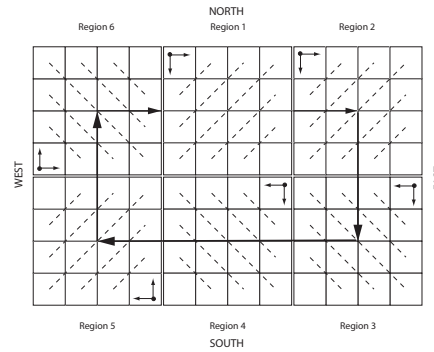 NORTH
Region 6 Region 1 Region 2
WEST
Region 5 Region 4 Region 3
SOUTH